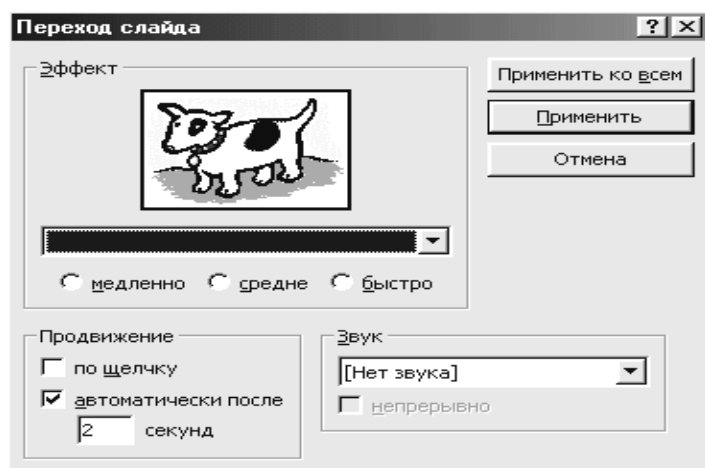 Переход слайда
Эффект
медленно средне быстро
Применить ко всем
Применить
Отмена
Продвижение
по щелчку
автоматически после
2 секунд
Звук
[Нет звука]
непрерывно